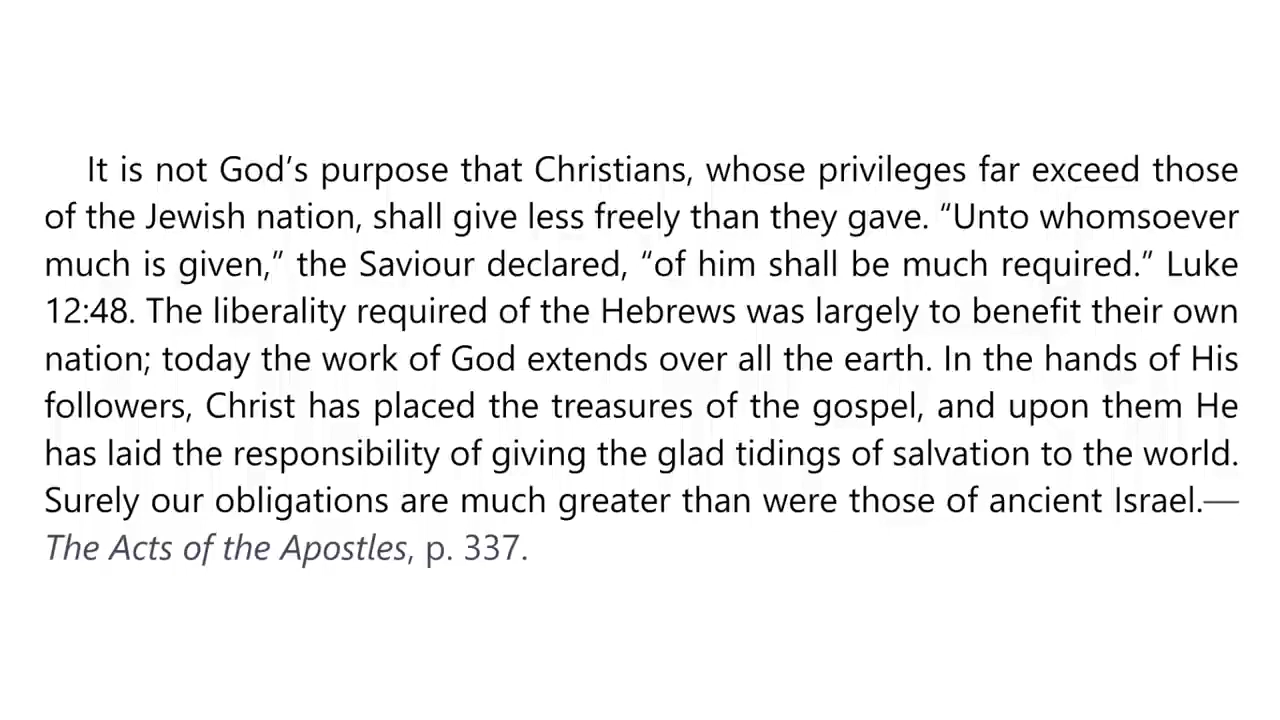 It is not God’s purpose that Christians, whose privileges far exceed those
of the Jewish nation, shall give less freely than they gave. “Unto whomsoever
much is given,” the Saviour declared, “of him shall be much required.” Luke
12:48. The liberality required of the Hebrews was largely to benefit their own
nation; today the work of God extends over all the earth. In the hands of His
followers, Christ has placed the treasures of the gospel, and upon them He
has laid the responsibility of giving the glad tidings of salvation to the world.
Surely our obligations are much greater than were those of ancient Israel.—
The Acts of the Apostles, p. 337.